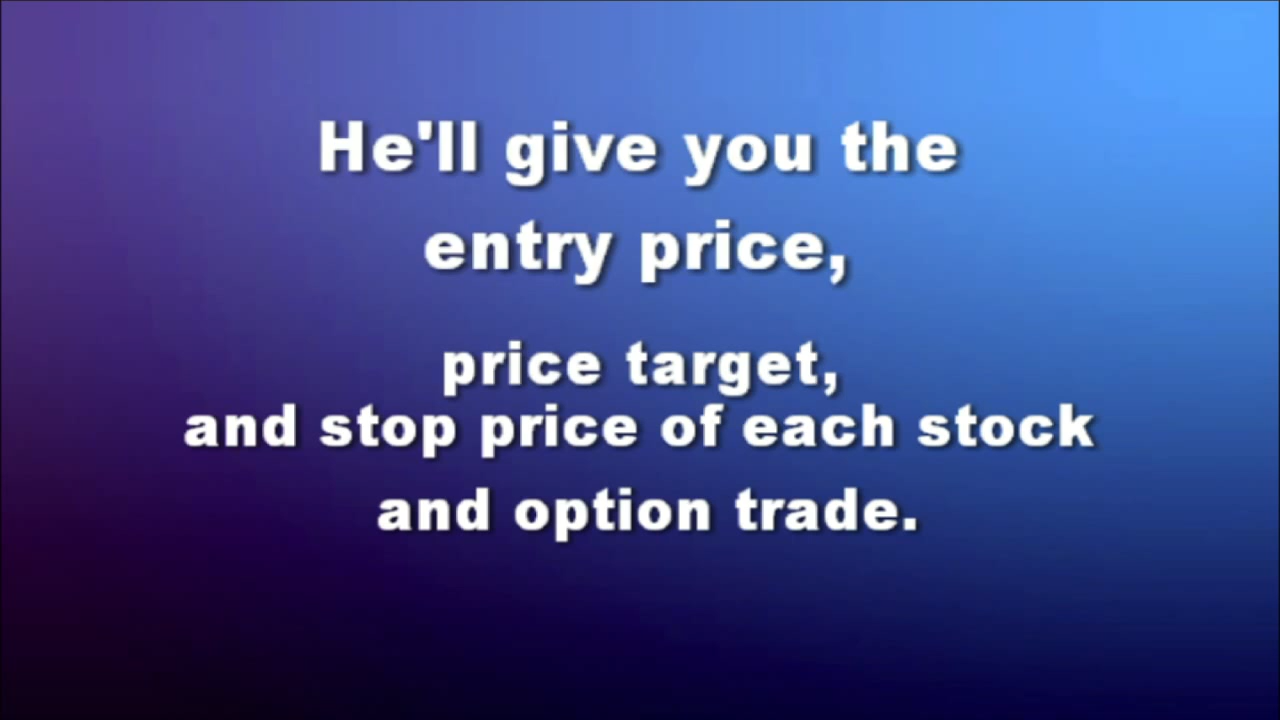 He'll give you the
entry price,
price target,
and stop price of each stock
and option trade.